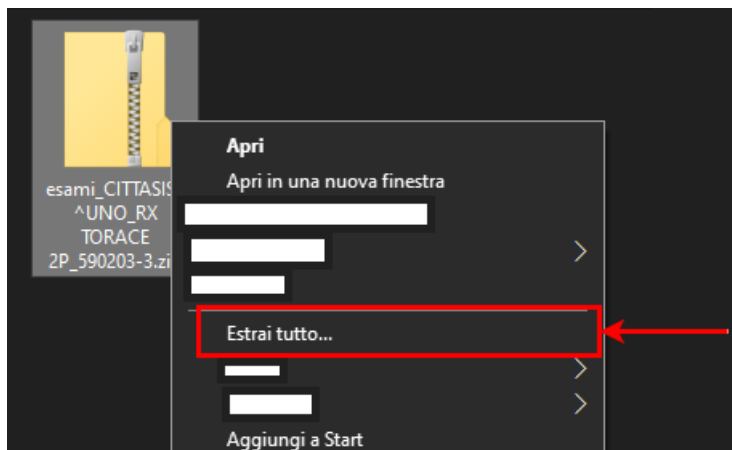 Apri
Apri in una nuova finestra
esami_CITTASIS
^UNO_RX
TORACE
2P_590203-3.zi
Estrai tutto...
Aggiungi a Start